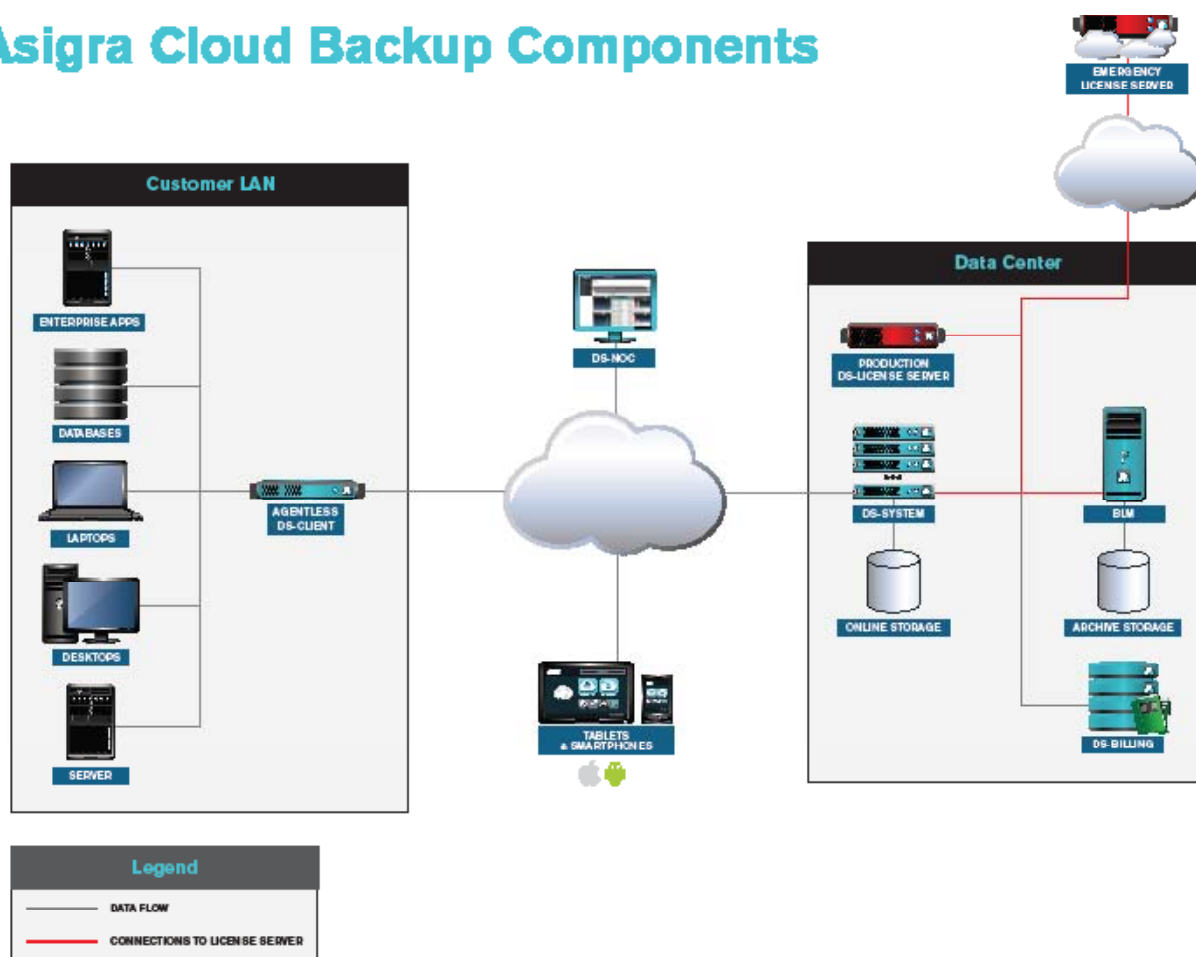 Asigra Cloud Backup Components
EMERGENCY
LICENSE SERVER
Customer LAN
ENTERPRISE APPS
DATABASES
LAPTOPS
DESKTOPS
SERVER
AGENTLESS
DS-CLIENT
DS-NOC
TABLETS
& SMARTPHONES
Data Center
PRODUCTION
DS-LICENSE SERVER
DS-SYSTEM
BLM
ONLINE STORAGE
ARCHIVE STORAGE
DS-BILLING
Legend
DATA FLOW
CONNECTIONS TO LICENSE SERVER